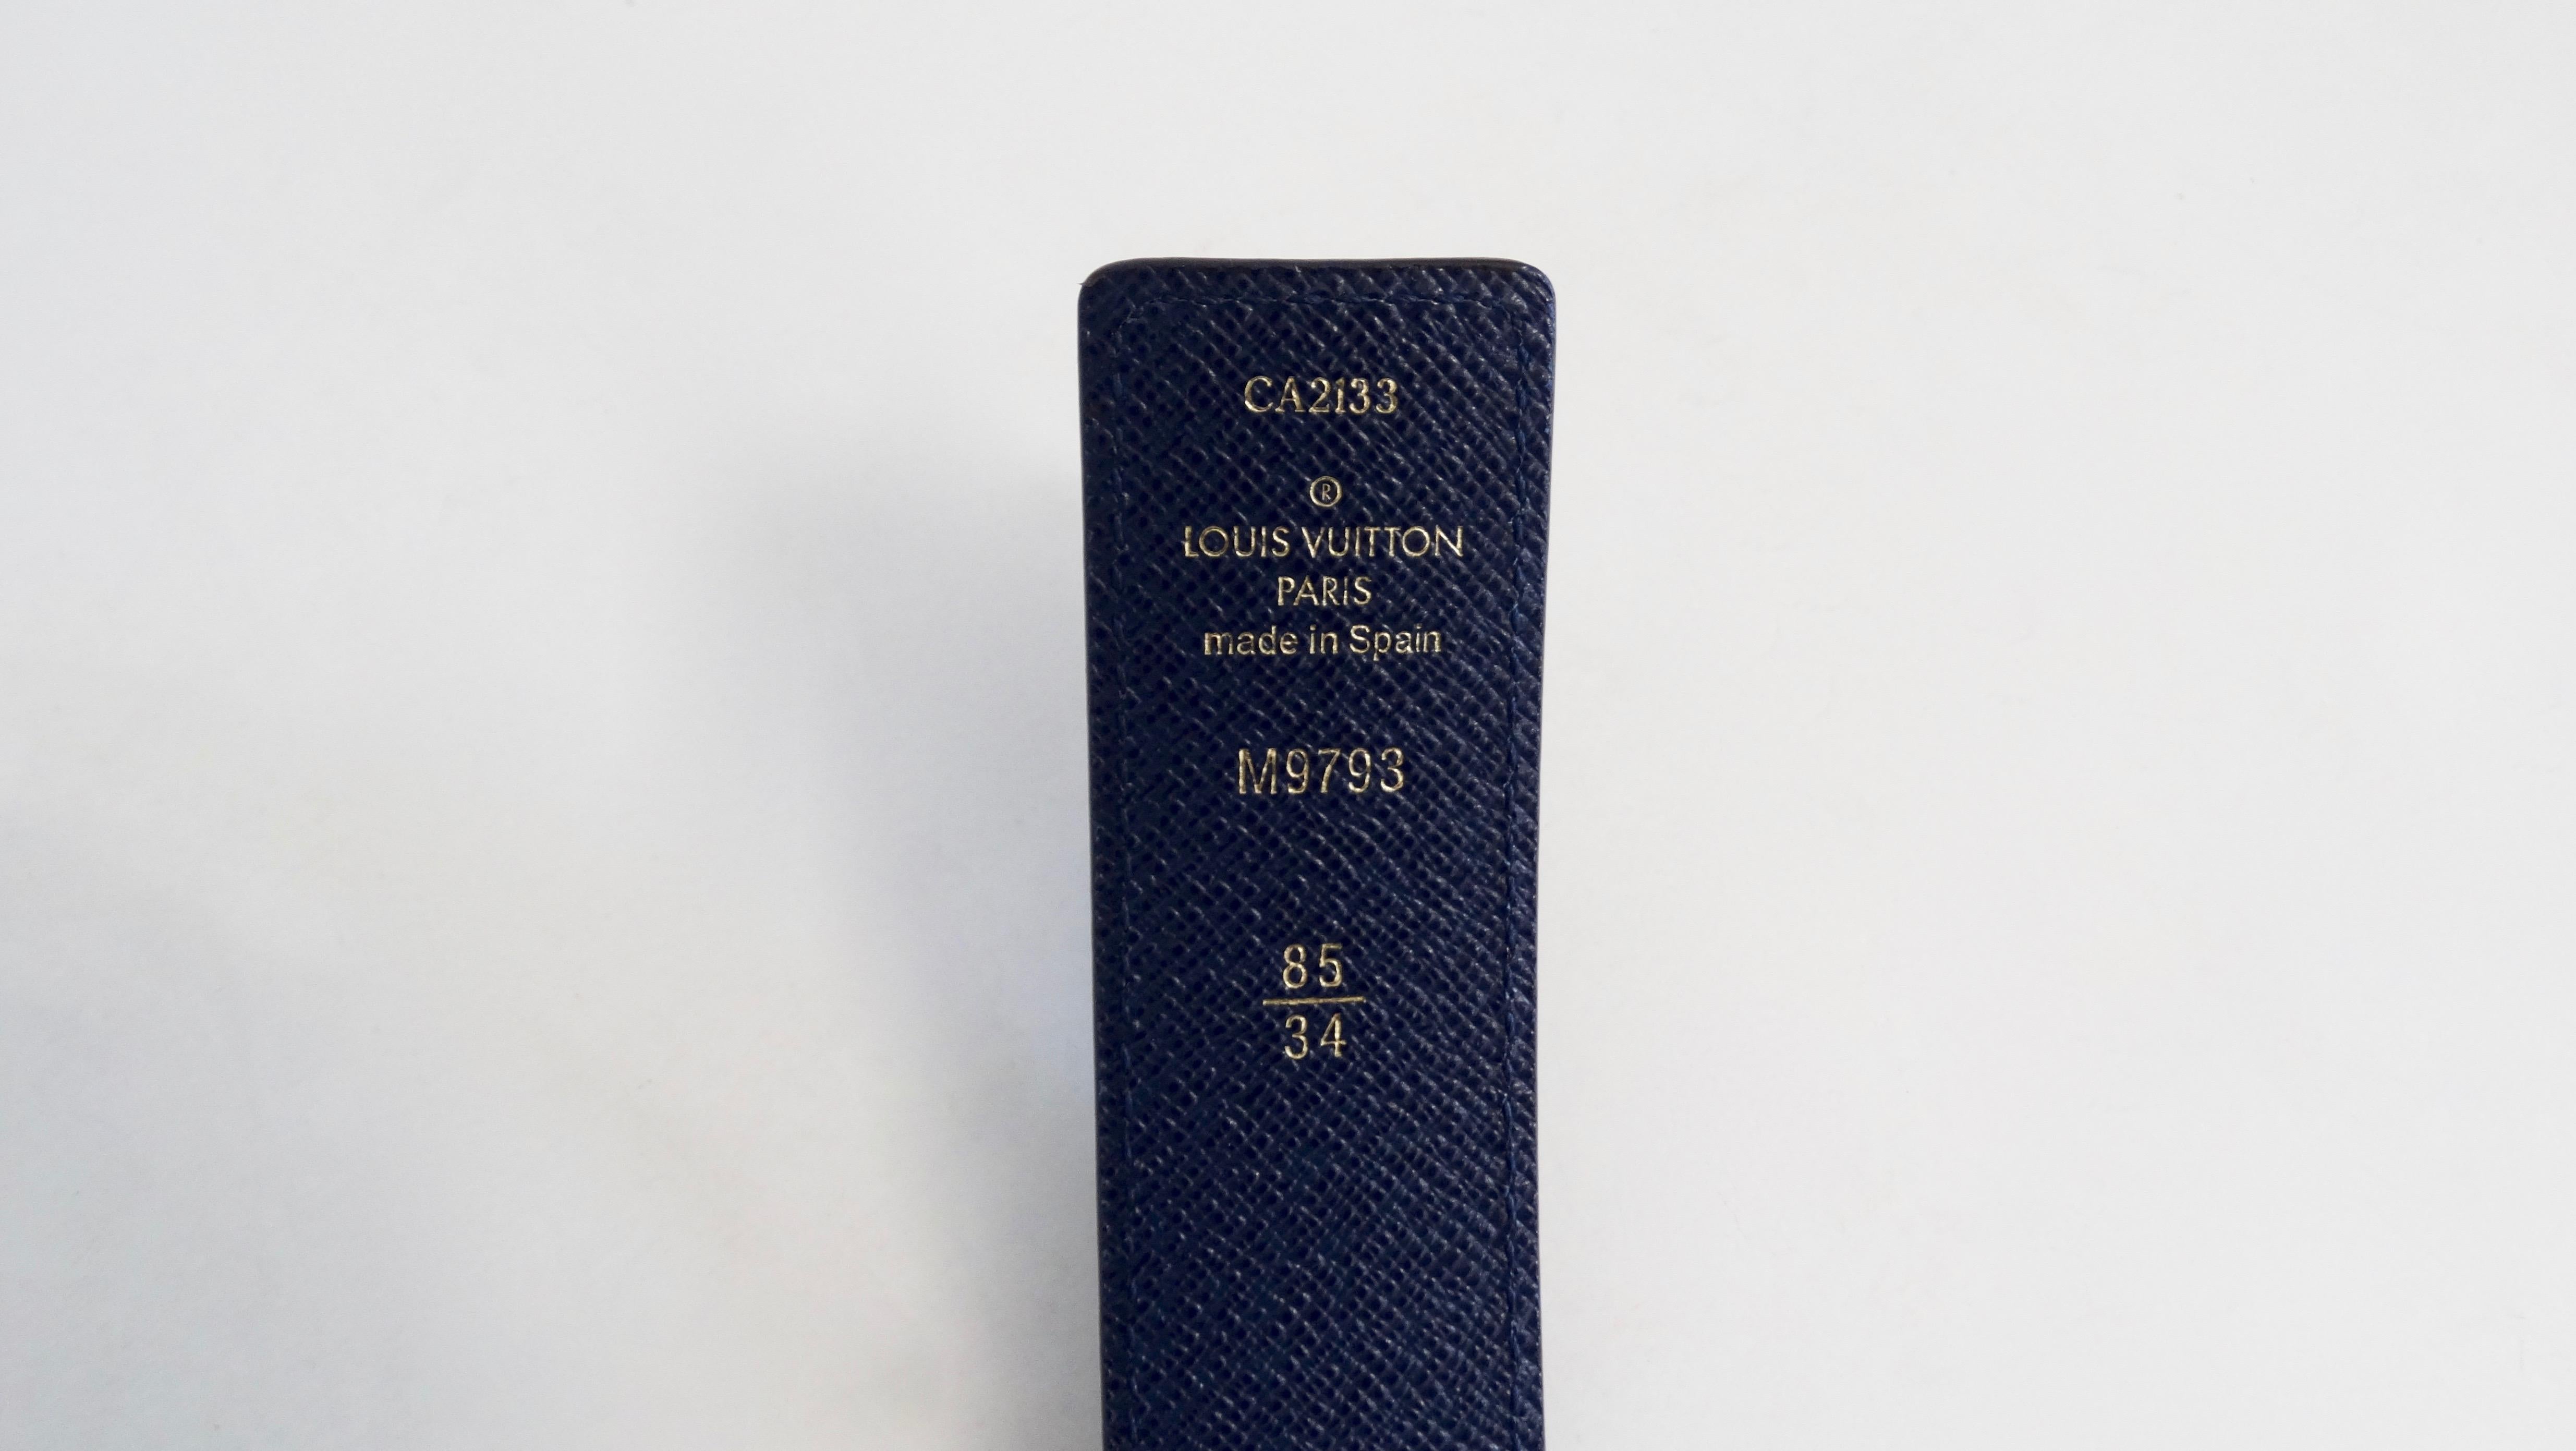 CA2133
®
LOUIS VUITTON
PARIS
made in Spain
M9793
85
34